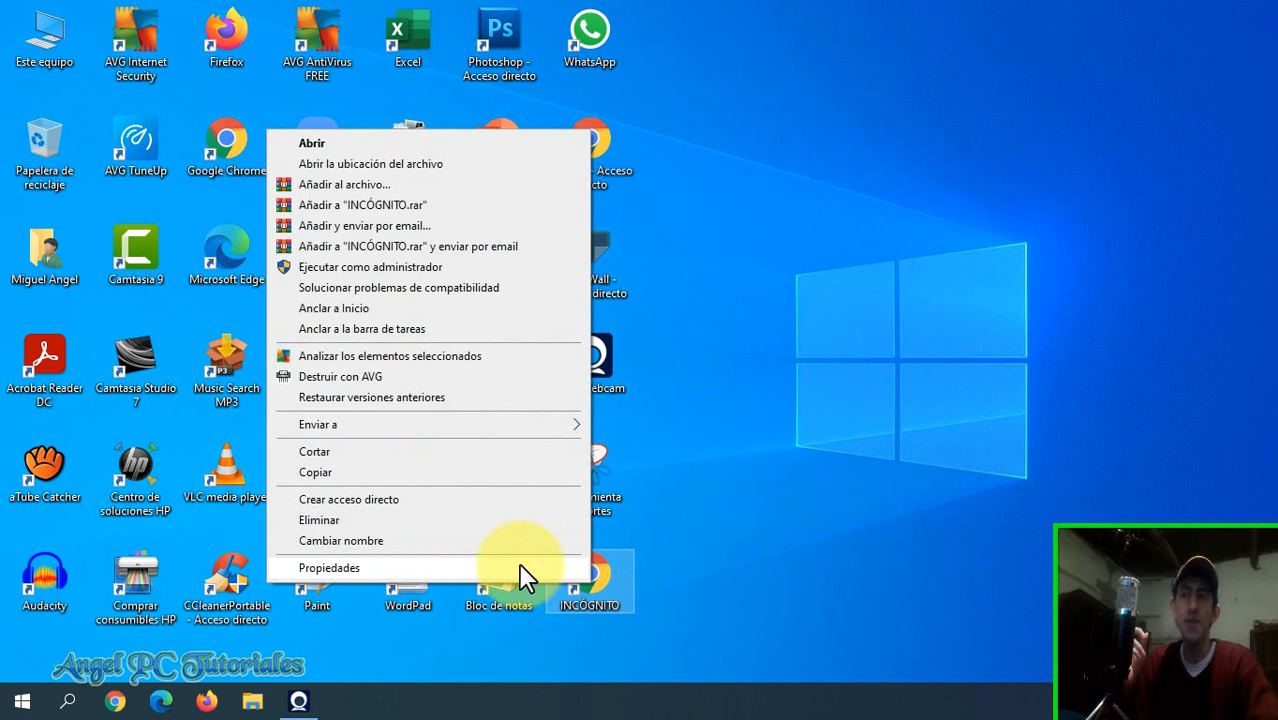 Este equipo
AVG Internet
Security
Firefox
AVG AntiVirus
FREE
Excel
Photoshop -
Acceso directo
WhatsApp
Papelera de
reciclaje
AVG TuneUp
Google Chrome
- Acceso
cto
Miguel Angel
Camtasia 9
Microsoft Edge
Wall -
directo
Acrobat Reader
DC
Camtasia Studio
7
Music Search
MP3
ebcam
aTube Catcher
Centro de
soluciones HP
VLC media playe
mienta
ortes
Audacity
Comprar
consumibles HP
CCleanerPortable
- Acceso directo
Paint
WordPad
Bloc de notas
INCÓGNITO
Abrir
Abrir la ubicación del archivo
Añadir al archivo...
Añadir a "INCÓGNITO.rar"
Añadir y enviar por email...
Añadir a "INCÓGNITO.rar" y enviar por email
Ejecutar como administrador
Solucionar problemas de compatibilidad
Anclar a Inicio
Anclar a la barra de tareas
Analizar los elementos seleccionados
Destruir con AVG
Restaurar versiones anteriores
Enviar a
Cortar
Copiar
Crear acceso directo
Eliminar
Cambiar nombre
Propiedades
Angel PC Tutoriales